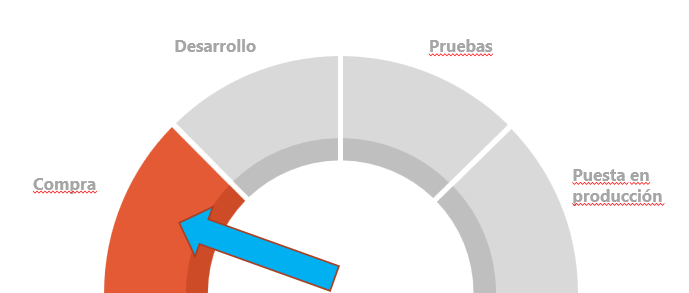 Desarrollo
Pruebas
Compra
Puesta en
producción